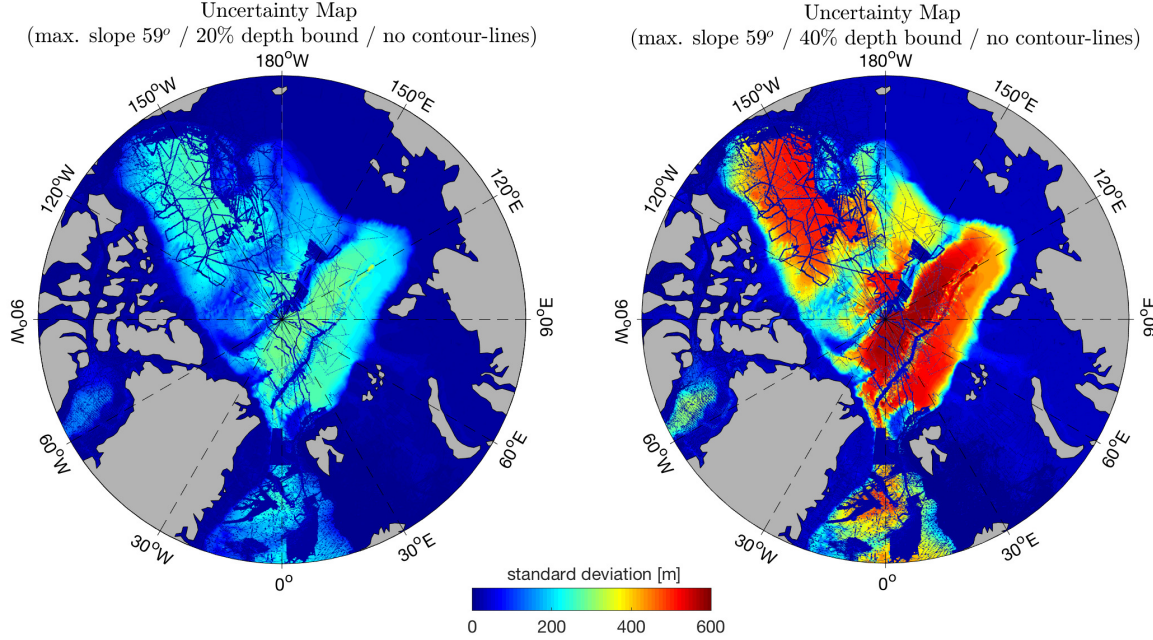 Uncertainty Map
(max. slope 59° / 20% depth bound / no contour-lines)
180°W
150°W
150°E
120°W
120°E
90°W
90°E
60°W
60°E
30°W
30°E
0°
Uncertainty Map
(max. slope 59° / 40% depth bound / no contour-lines)
180°W
150°W
150°E
120°W
120°E
90°W
90°E
60°W
60°E
30°W
30°E
0°
standard deviation [m]
0 200 400 600